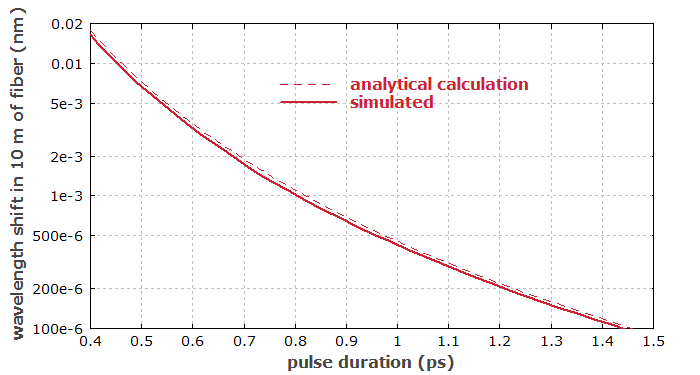 wavelength shift in 10 m of fiber (nm)
0.02
0.01
5e-3
2e-3
1e-3
500e-6
200e-6
100e-6
analytical calculation
simulated
0.4 0.5 0.6 0.7 0.8 0.9 1 1.1 1.2 1.3 1.4 1.5
pulse duration (ps)